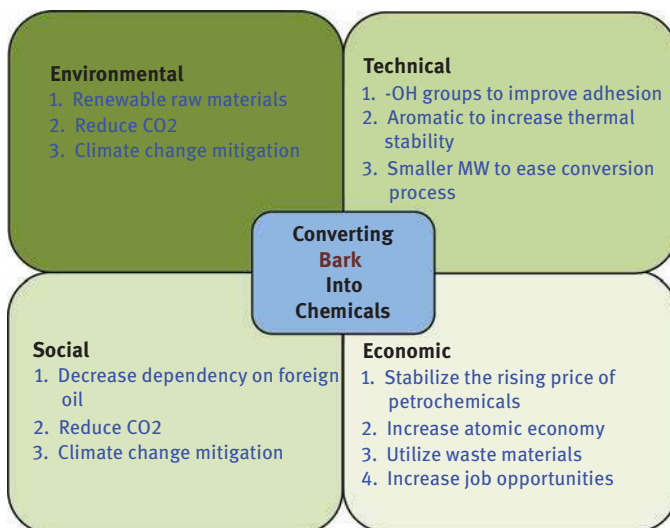 Environmental
1. Renewable raw materials
2. Reduce CO2
3. Climate change mitigation
Technical
1. -OH groups to improve adhesion
2. Aromatic to increase thermal
stability
3. Smaller MW to ease conversion
process
Converting
Bark
Into
Chemicals
Social
1. Decrease dependency on foreign
oil
2. Reduce CO2
3. Climate change mitigation
Economic
1. Stabilize the rising price of
petrochemicals
2. Increase atomic economy
3. Utilize waste materials
4. Increase job opportunities